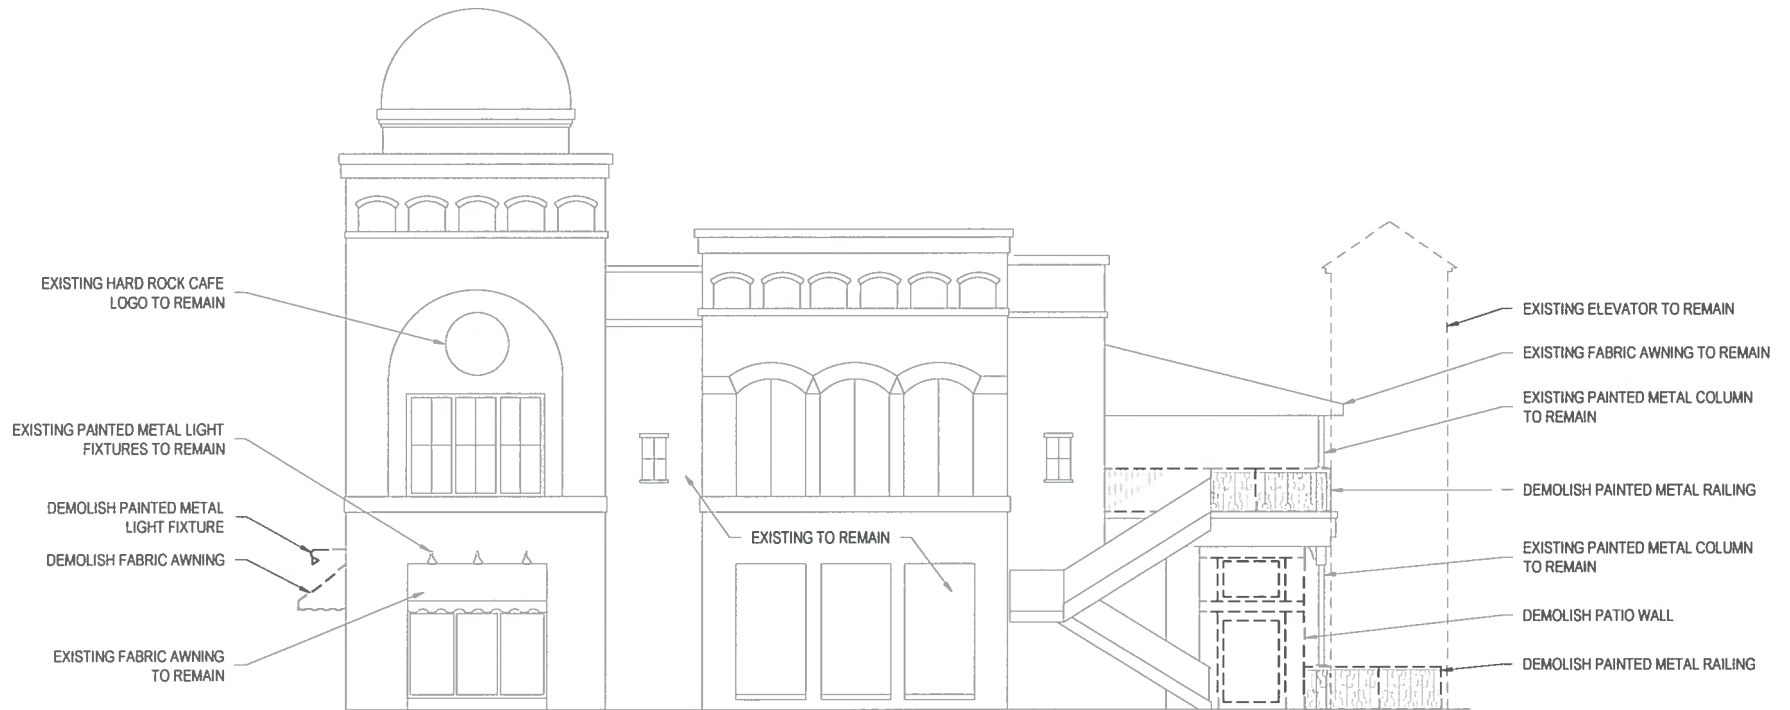 EXISTING HARD ROCK CAFE
LOGO TO REMAIN
EXISTING PAINTED METAL LIGHT
FIXTURES TO REMAIN
DEMOLISH PAINTED METAL
LIGHT FIXTURE
DEMOLISH FABRIC AWNING
EXISTING FABRIC AWNING
TO REMAIN
EXISTING TO REMAIN
EXISTING ELEVATOR TO REMAIN
EXISTING FABRIC AWNING TO REMAIN
EXISTING PAINTED METAL COLUMN
TO REMAIN
DEMOLISH PAINTED METAL RAILING
EXISTING PAINTED METAL COLUMN
TO REMAIN
DEMOLISH PATIO WALL
DEMOLISH PAINTED METAL RAILING